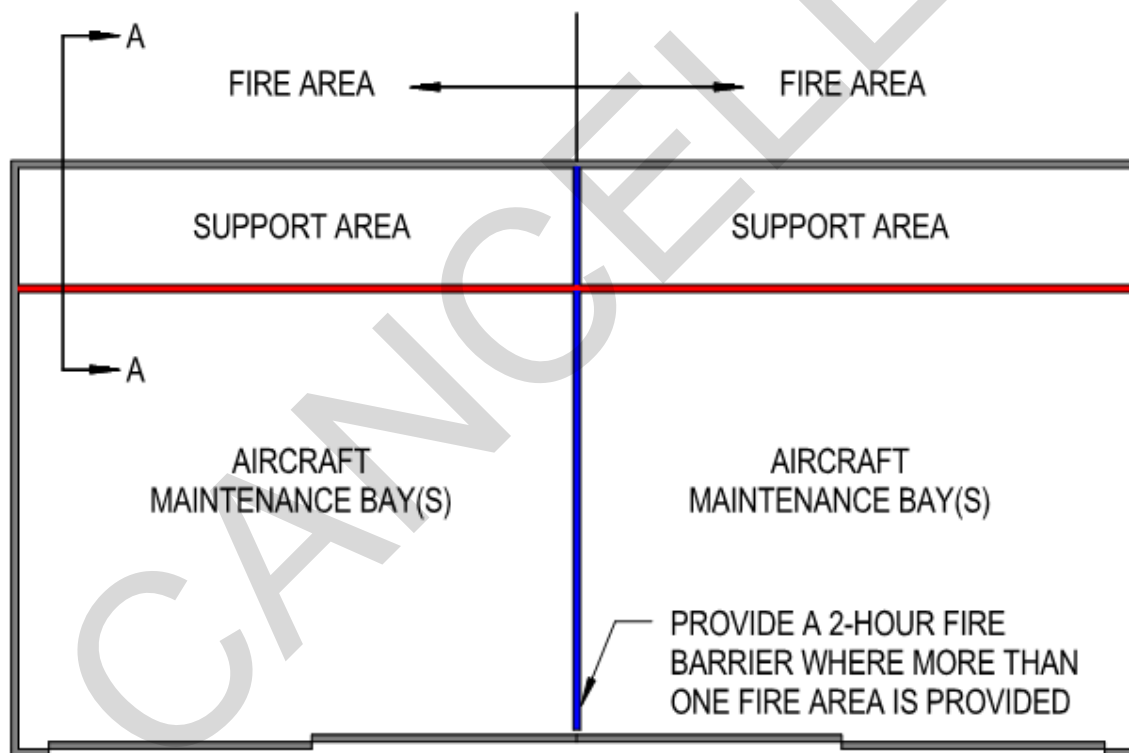 A
FIRE AREA
FIRE AREA
SUPPORT AREA
SUPPORT AREA
A
AIRCRAFT
MAINTENANCE BAY(S)
AIRCRAFT
MAINTENANCE BAY(S)
PROVIDE A 2-HOUR FIRE
BARRIER WHERE MORE THAN
ONE FIRE AREA IS PROVIDED
CANCELL